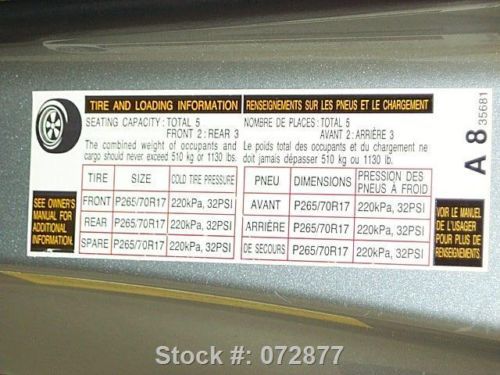 TIRE AND LOADING INFORMATION
SEATING CAPACITY: TOTAL 5
FRONT 2 : REAR 3
The combined weight of occupants and
cargo should never exceed 510 kg or 1130 lbs.
TIRE SIZE COLD TIRE PRESSURE
FRONT P265/70R17 220kPa, 32PSI
REAR P265/70R17 220kPa, 32PSI
SPARE P265/70R17 220kPa, 32PSI
SEE OWNER'S
MANUAL FOR
ADDITIONAL
INFORMATION.
RENSEIGNEMENTS SUR LES PNEUS ET LE CHARGEMENT
NOMBRE DE PLACES: TOTAL 5
AVANT 2 : ARRIÈRE 3
Le poids total des occupants et du chargement ne
doit jamais dépasser 510 kg ou 1130 lb.
PNEU DIMENSIONS PRESSION DES
PNEUS À FROID
AVANT P265/70R17 220kPa, 32PSI
ARRIÈRE P265/70R17 220kPa, 32PSI
DE SECOURS P265/70R17 220kPa, 32PSI
VOIR LE MANUEL
DE L'USAGER
POUR PLUS DE
RENSEIGNEMENTS
A 8 35681
Stock #: 072877